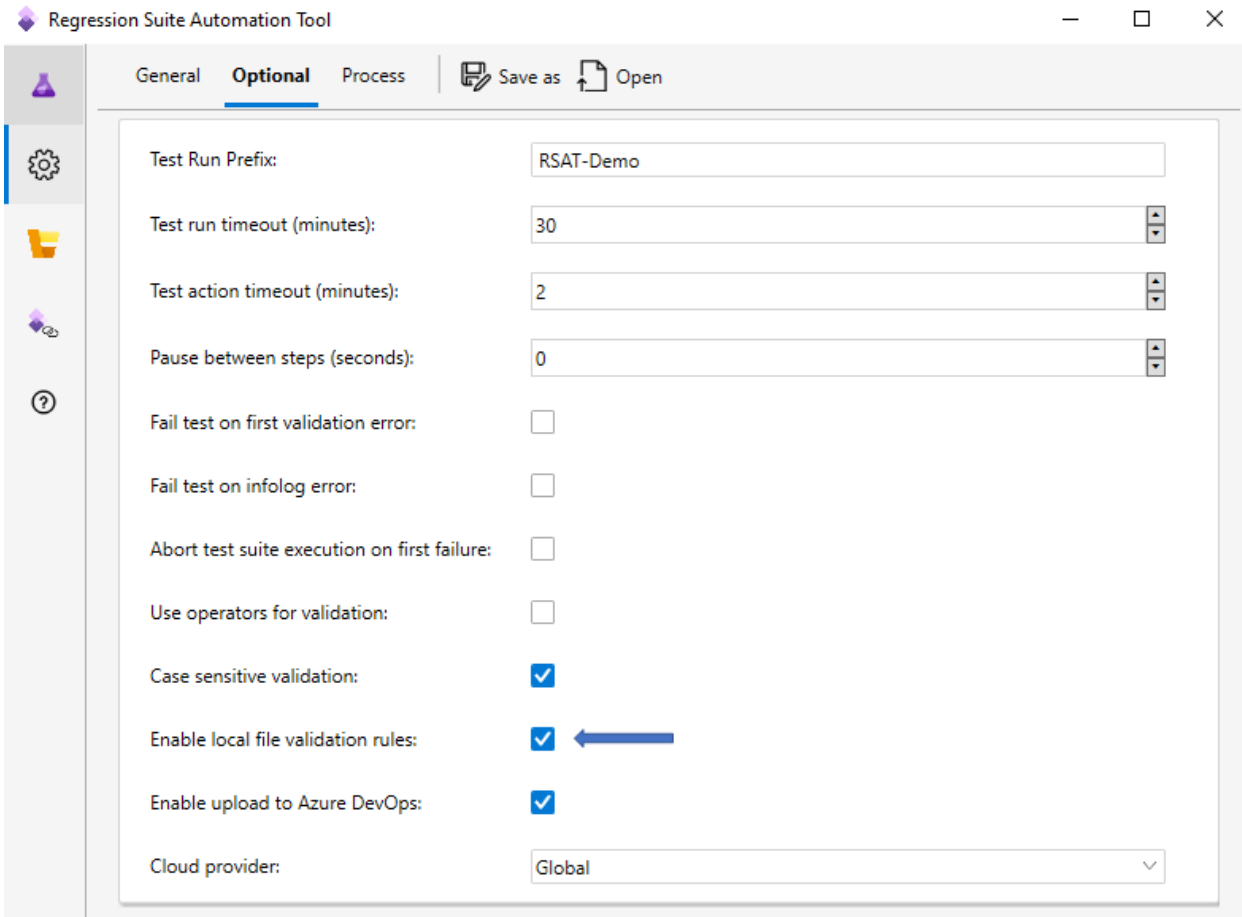 Regression Suite Automation Tool
General Optional Process Save as Open
Test Run Prefix: RSAT-Demo
Test run timeout (minutes): 30
Test action timeout (minutes): 2
Pause between steps (seconds): 0
Fail test on first validation error:
Fail test on infolog error:
Abort test suite execution on first failure:
Use operators for validation:
Case sensitive validation:
Enable local file validation rules:
Enable upload to Azure DevOps:
Cloud provider: Global